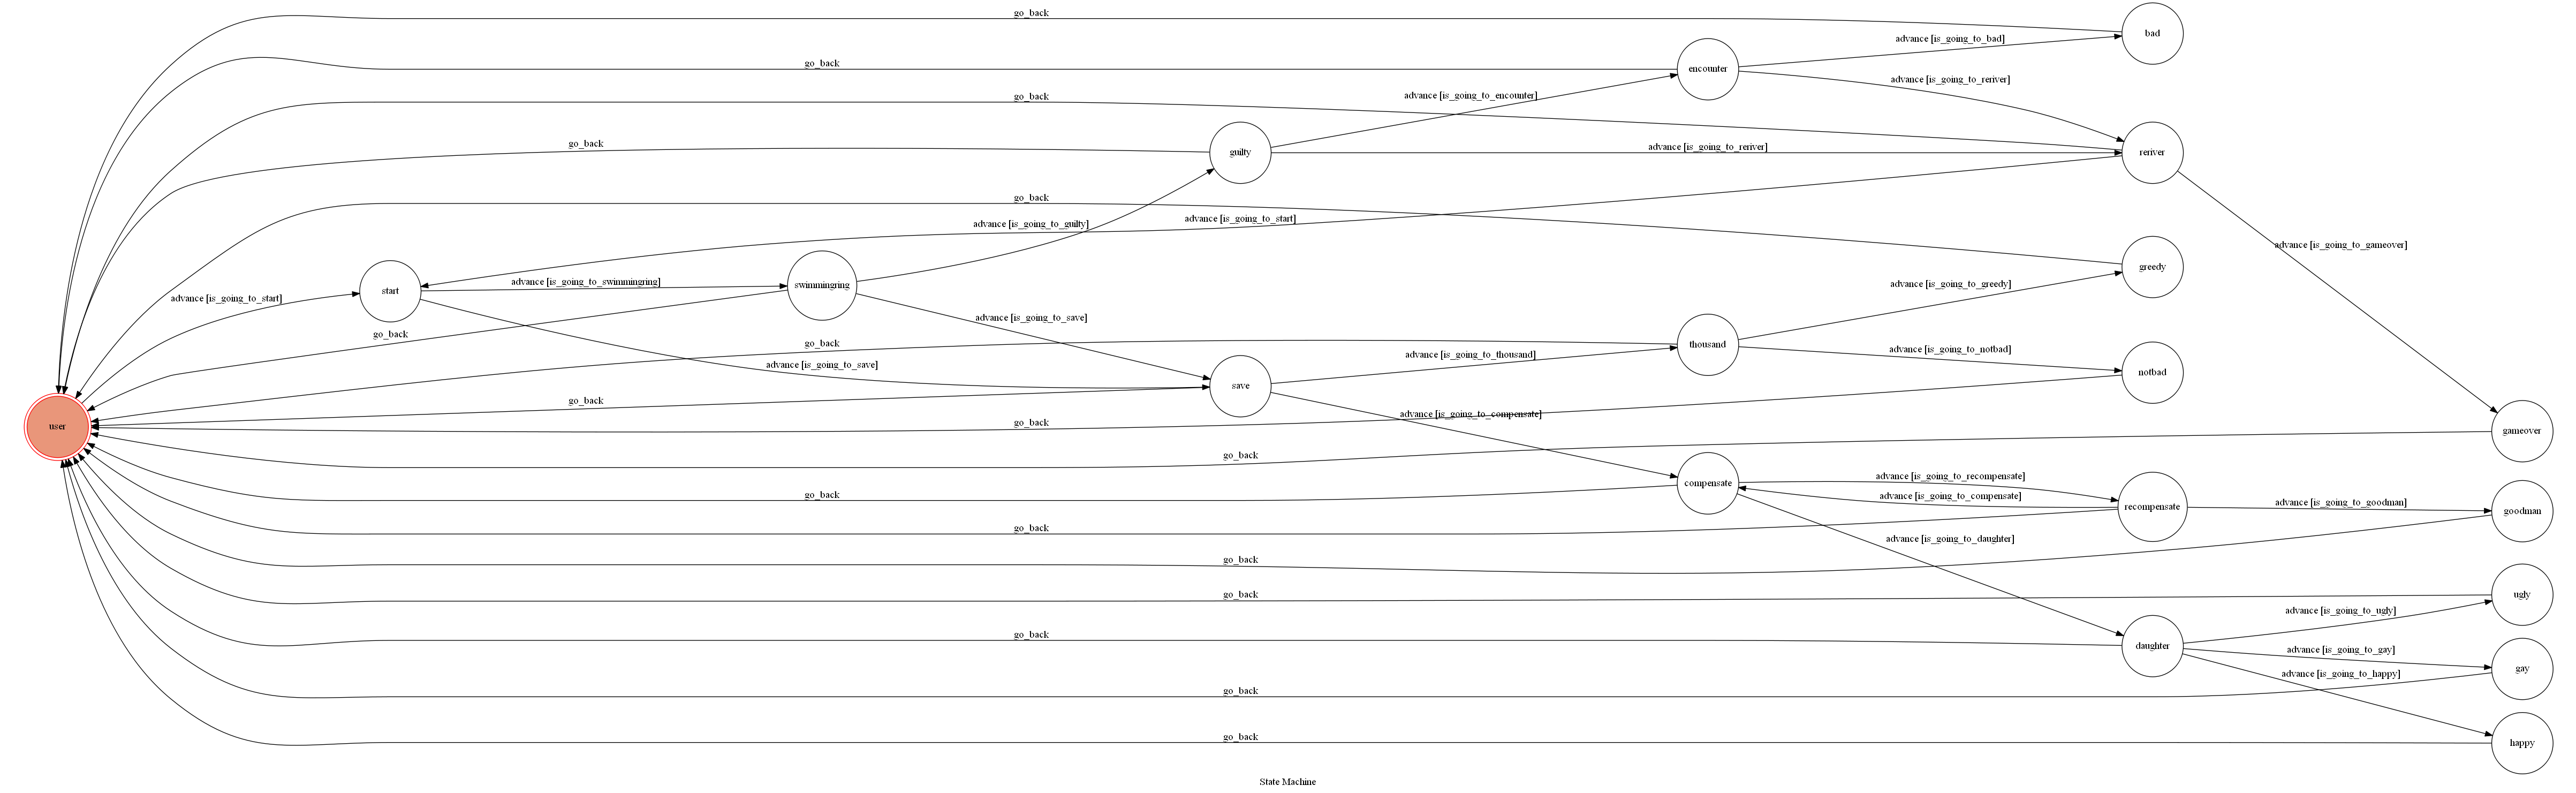 go_back
bad
advance [is_going_to_bad]
go_back
encounter
advance [is_going_to_reriver]
go_back
advance [is_going_to_encounter]
go_back
guilty
advance [is_going_to_reriver]
reriver
go_back
advance [is_going_to_guilty]
advance [is_going_to_start]
advance [is_going_to_gameover]
greedy
advance [is_going_to_swimmingring]
swimmingring
advance [is_going_to_greedy]
start
advance [is_going_to_start]
advance [is_going_to_save]
go_back
go_back
thousand
advance [is_going_to_notbad]
advance [is_going_to_thousand]
advance [is_going_to_save]
notbad
save
go_back
advance [is_going_to_compensate]
go_back
user
gameover
go_back
advance [is_going_to_recompensate]
compensate
go_back
advance [is_going_to_compensate]
advance [is_going_to_goodman]
recompensate
goodman
go_back
advance [is_going_to_daughter]
go_back
go_back
ugly
advance [is_going_to_ugly]
go_back
daughter
advance [is_going_to_gay]
gay
advance [is_going_to_happy]
go_back
go_back
happy
State Machine